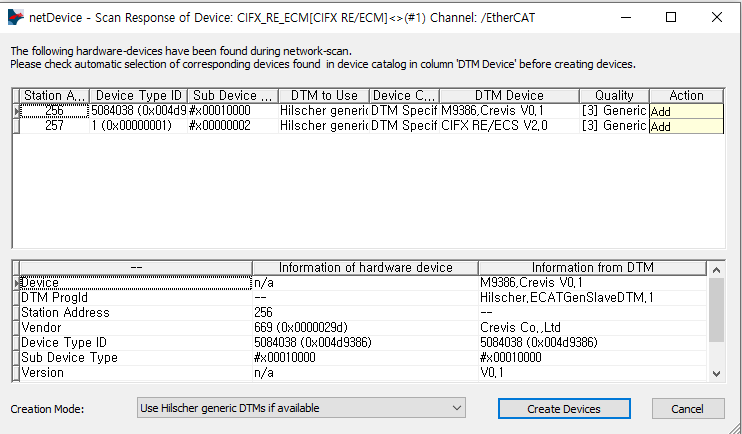 netDevice - Scan Response of Device: CIFX_RE_ECM[CIFX RE/ECM]<>(#1) Channel: /EtherCAT
The following hardware-devices have been found during network-scan.
Please check automatic selection of corresponding devices found in device catalog in column 'DTM Device' before creating devices.
Station A... Device Type ID Sub Device ... DTM to Use Device C... DTM Device Quality Action
256 5084038 (0x004d9 #x00010000 Hilscher generic DTM Specif M9386,Crevis V0.1 [3] Generic Add
257 1 (0x00000001) #x00000002 Hilscher generic DTM Specif CIFX RE/ECS V2.0 [3] Generic Add
-- Information of hardware device Information from DTM
Device n/a M9386,Crevis V0.1
DTM ProgId -- Hilscher.ECATGenSlaveDTM.1
Station Address 256 --
Vendor 669 (0x0000029d) Crevis Co.,Ltd
Device Type ID 5084038 (0x004d9386) 5084038 (0x004d9386)
Sub Device Type #x00010000 #x00010000
Version n/a V0.1
Creation Mode: Use Hilscher generic DTMs if available Create Devices Cancel